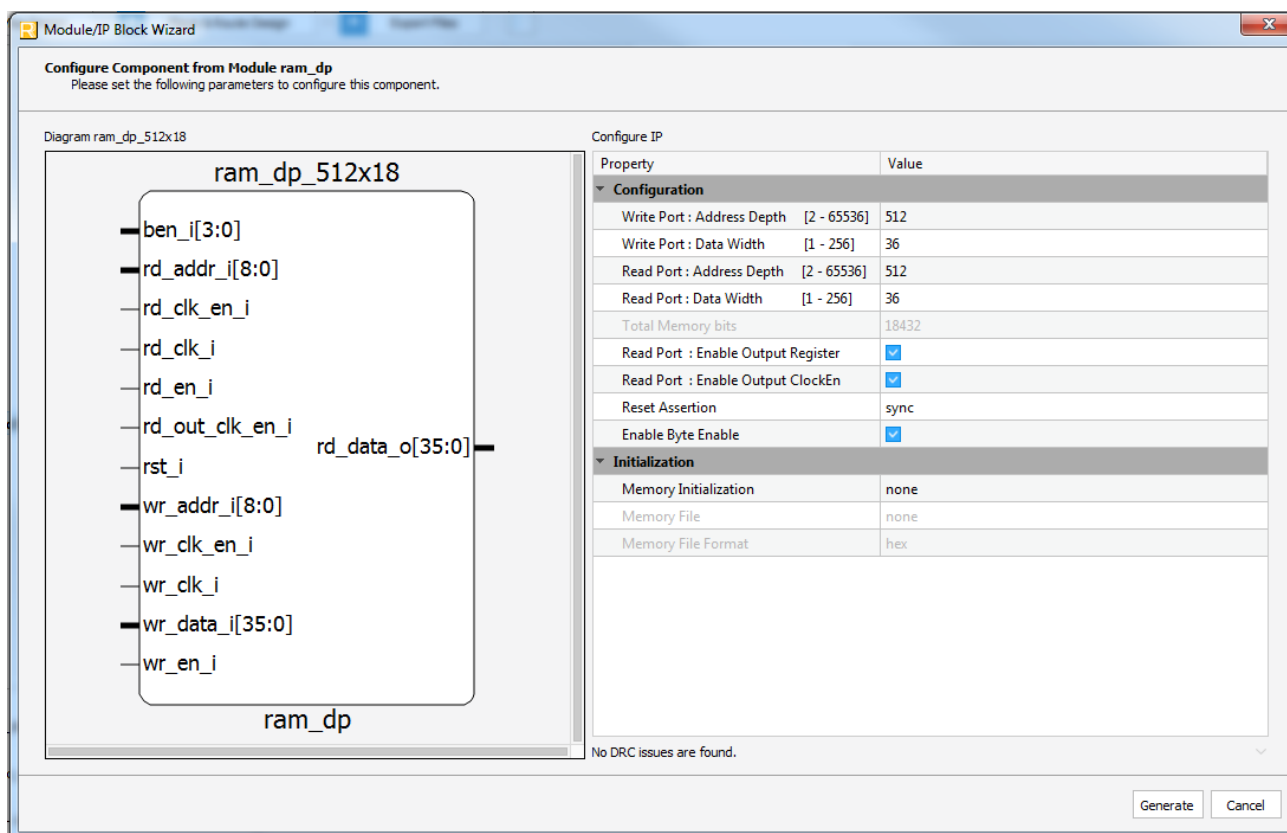 Export Files
Module/IP Block Wizard
Configure Component from Module ram_dp
Please set the following parameters to configure this component.
Diagram ram_dp_512x18
ram_dp_512x18
ben_i[3:0]
rd_addr_i[8:0]
rd_clk_en_i
rd_clk_i
rd_en_i
rd_out_clk_en_i
rd_data_o[35:0]
rst_i
wr_addr_i[8:0]
wr_clk_en_i
wr_clk_i
wr_data_i[35:0]
wr_en_i
ram_dp
Configure IP
Property Value
Configuration
Write Port : Address Depth [2 - 65536] 512
Write Port : Data Width [1 - 256] 36
Read Port : Address Depth [2 - 65536] 512
Read Port : Data Width [1 - 256] 36
Total Memory bits 18432
Read Port : Enable Output Register
Read Port : Enable Output ClockEn
Reset Assertion sync
Enable Byte Enable
Initialization
Memory Initialization none
Memory File none
Memory File Format hex
No DRC issues are found.
Generate Cancel